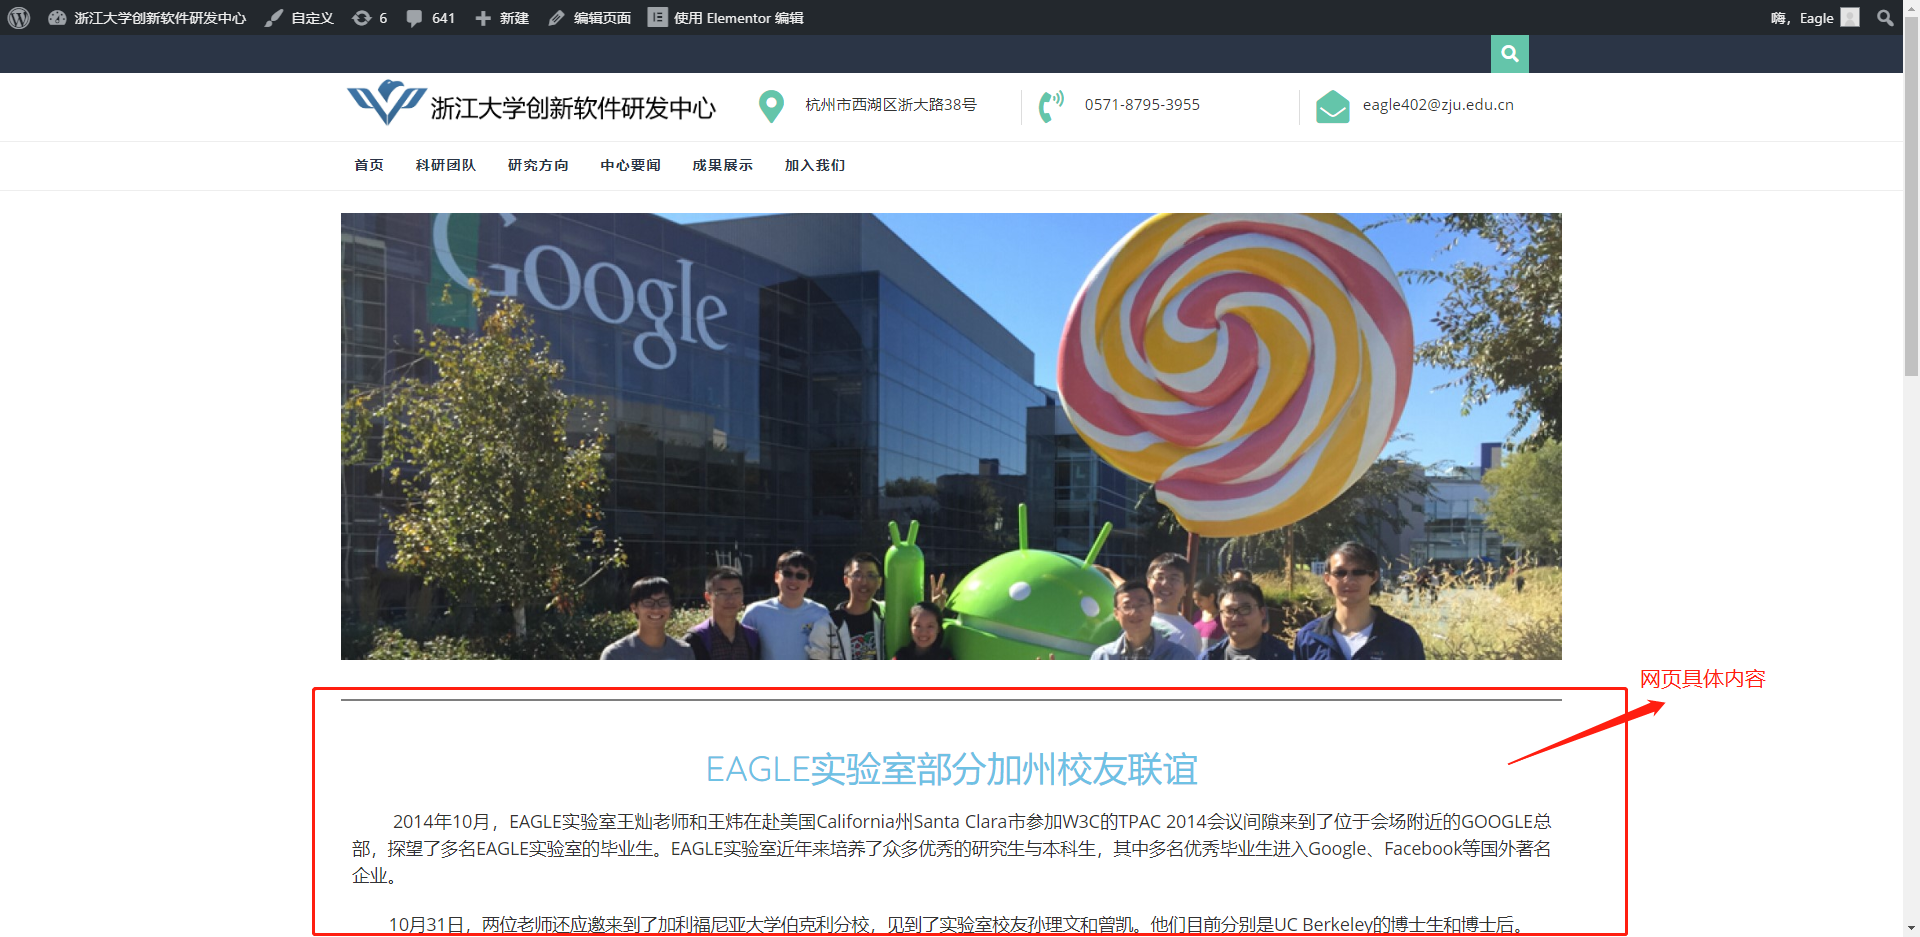 浙江大学创新软件研发中心 自定义 6 641 新建 编辑页面 使用 Elementor 编辑 嗨，Eagle
浙江大学创新软件研发中心 杭州市西湖区浙大路38号 0571-8795-3955 eagle402@zju.edu.cn
首页 科研团队 研究方向 中心要闻 成果展示 加入我们
Google
网页具体内容
EAGLE实验室部分加州校友联谊
2014年10月，EAGLE实验室王灿老师和王炜在赴美国California州Santa Clara市参加W3C的TPAC 2014会议间隙来到了位于会场附近的GOOGLE总
部，探望了多名EAGLE实验室的毕业生。EAGLE实验室近年来培养了众多优秀的研究生与本科生，其中多名优秀毕业生进入Google、Facebook等国外著名
企业。
10月31日，两位老师还应邀来到了加利福尼亚大学伯克利分校，见到了实验室校友孙理文和曾凯。他们目前分别是UC Berkeley的博士生和博士后。